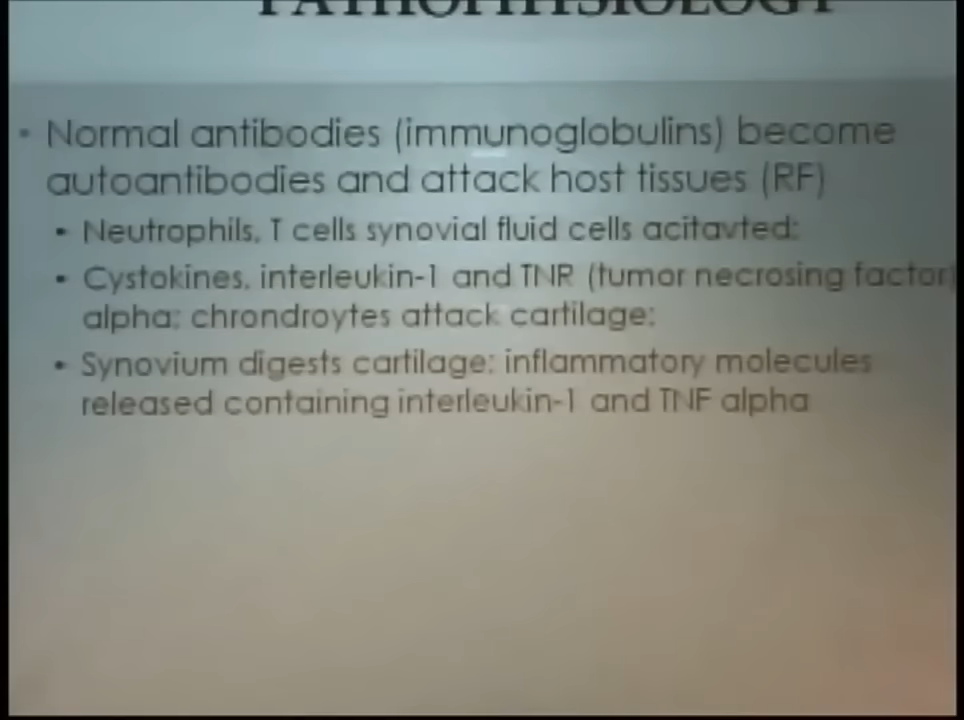 PATHOPHYSIOLOGY
• Normal antibodies (immunoglobulins) become
autoantibodies and attack host tissues (RF)
• Neutrophils, T cells synovial fluid cells acitavted:
• Cystokines, interleukin-1 and TNR (tumor necrosing factor)
alpha; chrondroytes attack cartilage;
• Synovium digests cartilage; inflammatory molecules
released containing interleukin-1 and TNF alpha